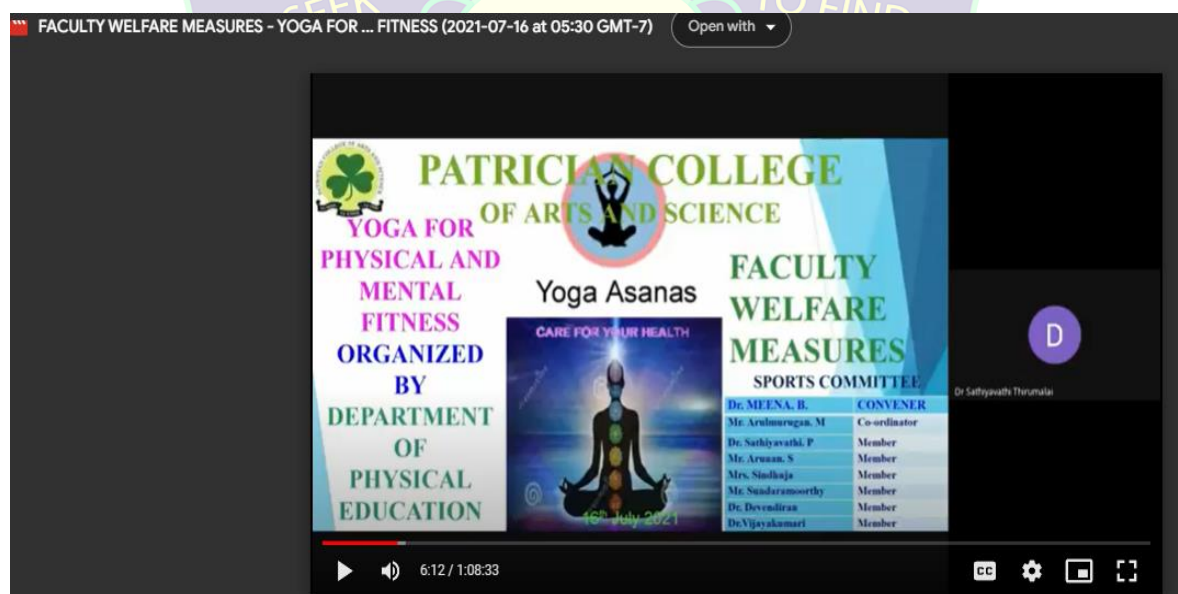 SEEK TO FIND
FACULTY WELFARE MEASURES - YOGA FOR ... FITNESS (2021-07-16 at 05:30 GMT-7)
Open with
PATRICIAN COLLEGE
OF ARTS AND SCIENCE
YOGA FOR
PHYSICAL AND
MENTAL
FITNESS
ORGANIZED
BY
DEPARTMENT
OF
PHYSICAL
EDUCATION
Yoga Asanas
CARE FOR YOUR HEALTH
16th July 2021
FACULTY
WELFARE
MEASURES
SPORTS COMMITTEE
Dr. MEENA. B. CONVENER
Mr. Arulmurugan. M Co-ordinator
Dr. Sathiyavathi. P Member
Mr. Arunan. S Member
Mrs. Sindhuja Member
Mr. Sundaramoorthy Member
Dr. Devendiran Member
Dr.Vijayakumari Member
D
Dr Sathyavathi Thirumalai
6:12 / 1:08:33
CC